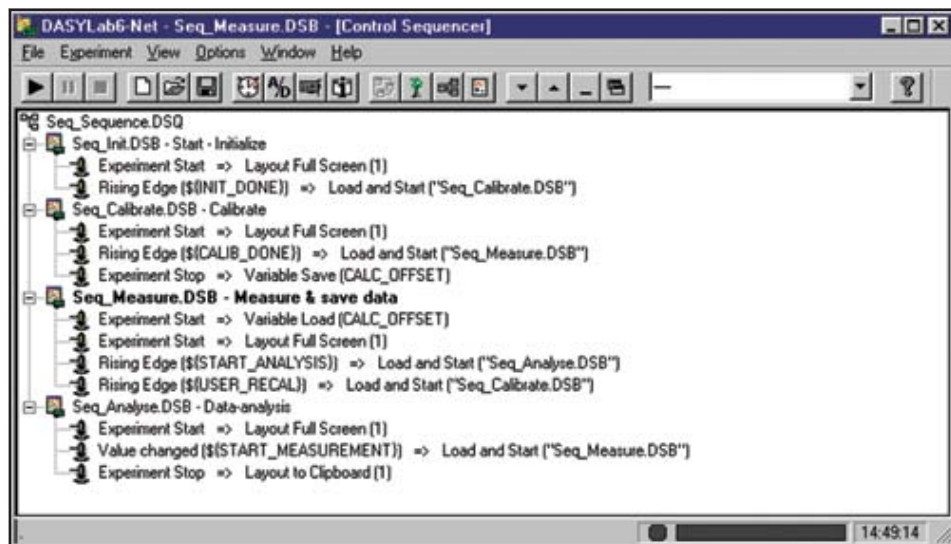 DASYLab6-Net - Seq_Measure.DSB - [Control Sequencer]
File Experiment View Options Window Help
A/D
?
Seq_Sequence.DSQ
Seq_Init.DSB - Start - Initialize
Experiment Start => Layout Full Screen (1)
Rising Edge (${INIT_DONE}) => Load and Start ("Seq_Calibrate.DSB")
Seq_Calibrate.DSB - Calibrate
Experiment Start => Layout Full Screen (1)
Rising Edge (${CALIB_DONE}) => Load and Start ("Seq_Measure.DSB")
Experiment Stop => Variable Save (CALC_OFFSET)
Seq_Measure.DSB - Measure & save data
Experiment Start => Variable Load (CALC_OFFSET)
Experiment Start => Layout Full Screen (1)
Rising Edge (${START_ANALYSIS}) => Load and Start ("Seq_Analyse.DSB")
Rising Edge (${USER_RECAL}) => Load and Start ("Seq_Calibrate.DSB")
Seq_Analyse.DSB - Data-analysis
Experiment Start => Layout Full Screen (1)
Value changed (${START_MEASUREMENT}) => Load and Start ("Seq_Measure.DSB")
Experiment Stop => Layout to Clipboard (1)
14:49:14